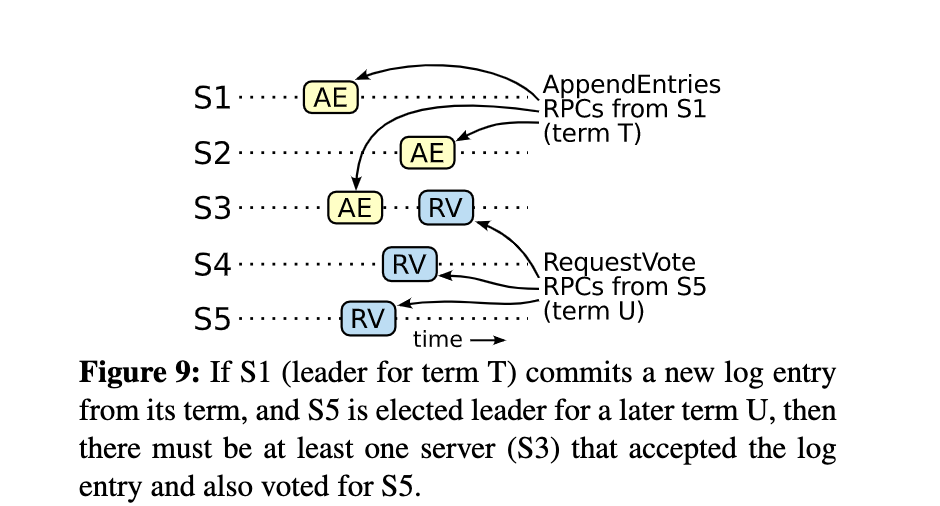 S1 AE
AppendEntries
RPCs from S1
(term T)
S2 AE
S3 AE RV
S4 RV
RequestVote
RPCs from S5
(term U)
S5 RV
time
Figure 9: If S1 (leader for term T) commits a new log entry
from its term, and S5 is elected leader for a later term U, then
there must be at least one server (S3) that accepted the log
entry and also voted for S5.